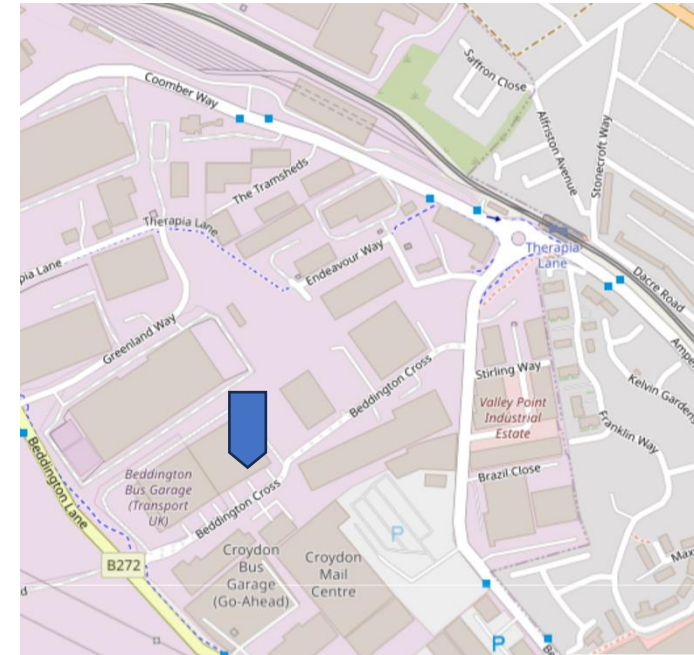 Saffron Close
Coomber Way
Alfriston Avenue
Stonecroft Way
The Tramsheds
Therapia Lane
Therapia
Lane
pia Lane
Endeavour Way
Dacre Road
Ampe
Greenland Way
Beddington Cross
Stirling Way
Kelvin Gardens
Valley Point
Industrial
Estate
Franklin Way
Beddington Lane
Beddington
Bus Garage
(Transport
UK)
Brazil Close
Beddington Cross
P
B272
Croydon
Bus
Garage
(Go-Ahead)
Croydon
Mail
Centre
Max
d
P
Be